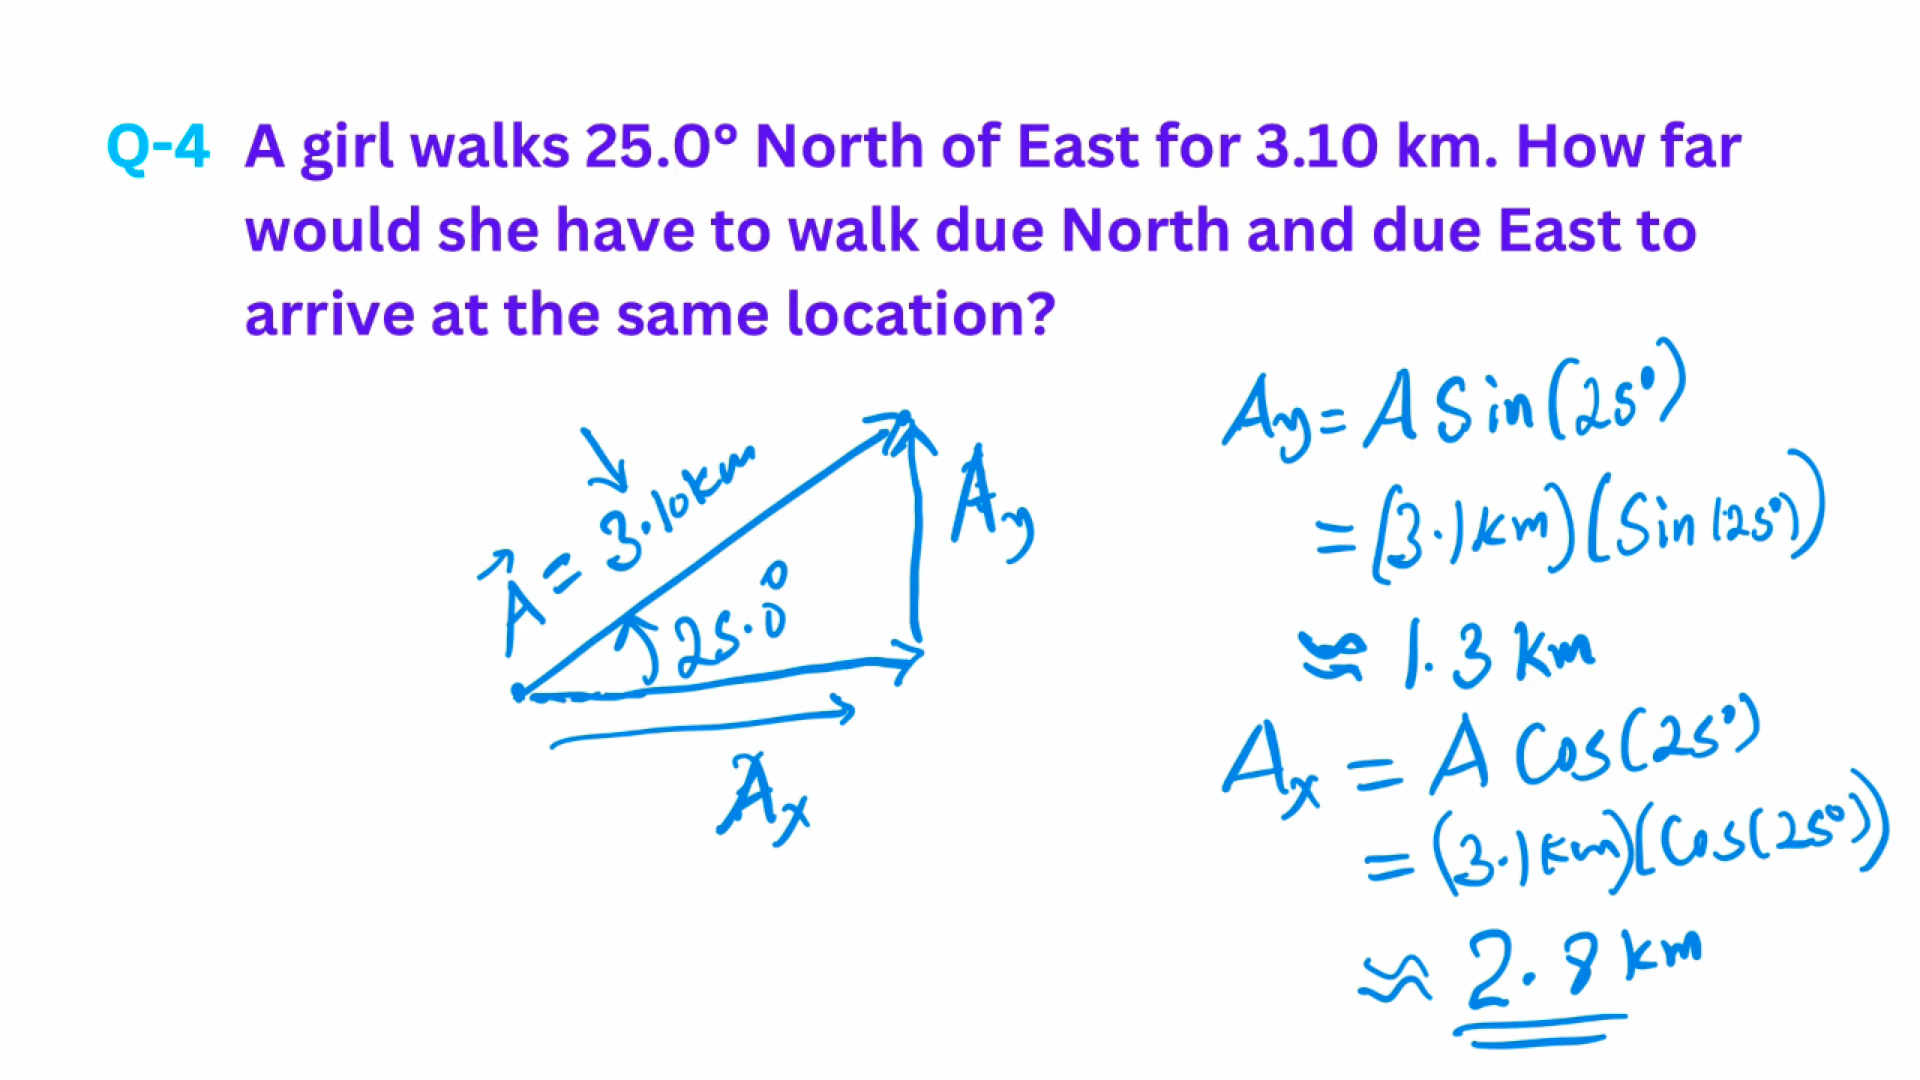 Q-4 A girl walks 25.0° North of East for 3.10 km. How far
would she have to walk due North and due East to
arrive at the same location?
A = 3.10km
25.0°
Ay
Ax
Ay = A Sin(25°)
= (3.1km)(Sin(25°))
≈ 1.3 km
Ax = A Cos(25°)
= (3.1km)(Cos(25°))
≈ 2.8 km